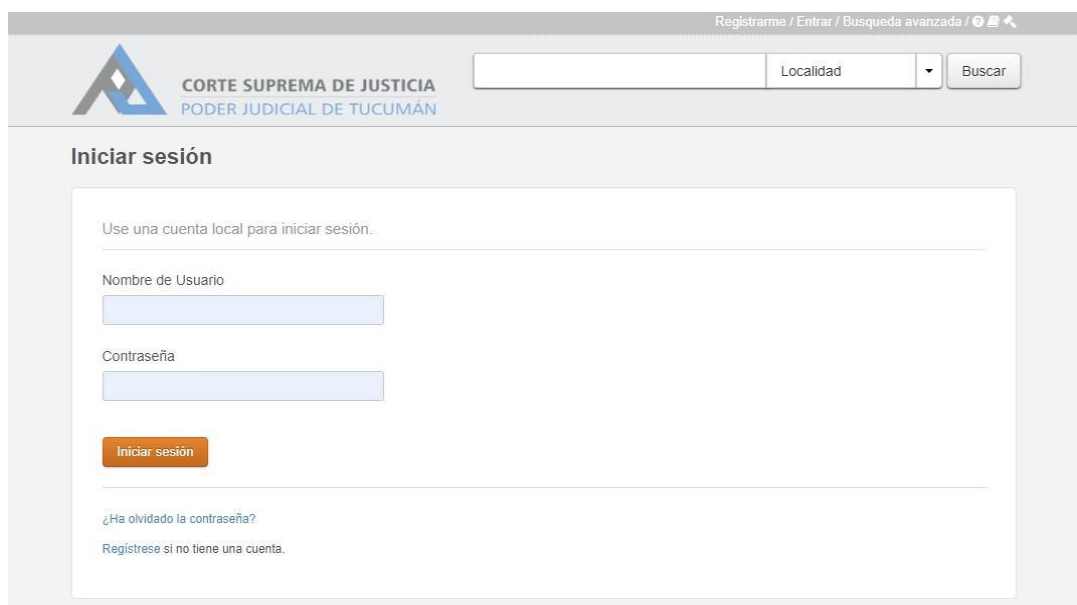 Registrarme / Entrar / Busqueda avanzada /
CORTE SUPREMA DE JUSTICIA
PODER JUDICIAL DE TUCUMÁN
Localidad
Buscar
Iniciar sesión
Use una cuenta local para iniciar sesión.
Nombre de Usuario
Contraseña
Iniciar sesión
¿Ha olvidado la contraseña?
Regístrese si no tiene una cuenta.